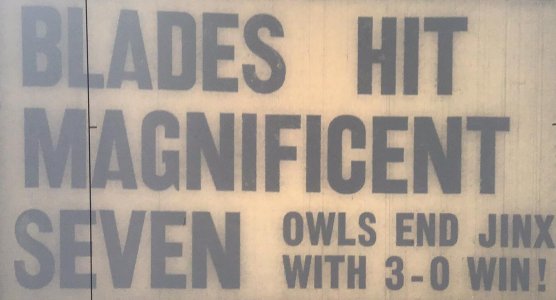 BLADES HIT
MAGNIFICENT
SEVEN
OWLS END JINX
WITH 3-0 WIN!